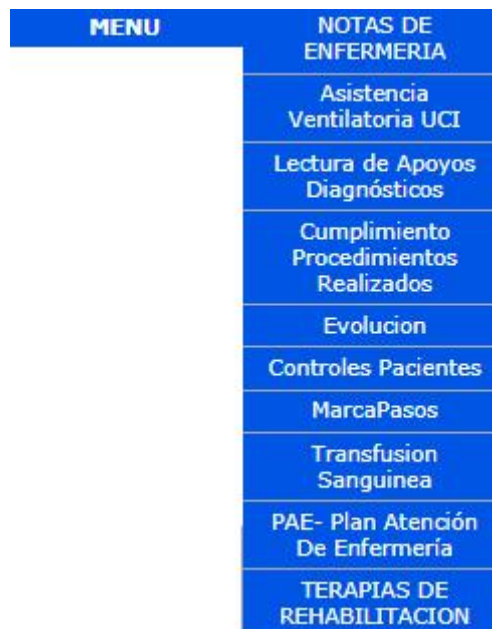 MENU
NOTAS DE
ENFERMERIA
Asistencia
Ventilatoria UCI
Lectura de Apoyos
Diagnósticos
Cumplimiento
Procedimientos
Realizados
Evolucion
Controles Pacientes
MarcaPasos
Transfusion
Sanguinea
PAE- Plan Atención
De Enfermería
TERAPIAS DE
REHABILITACION